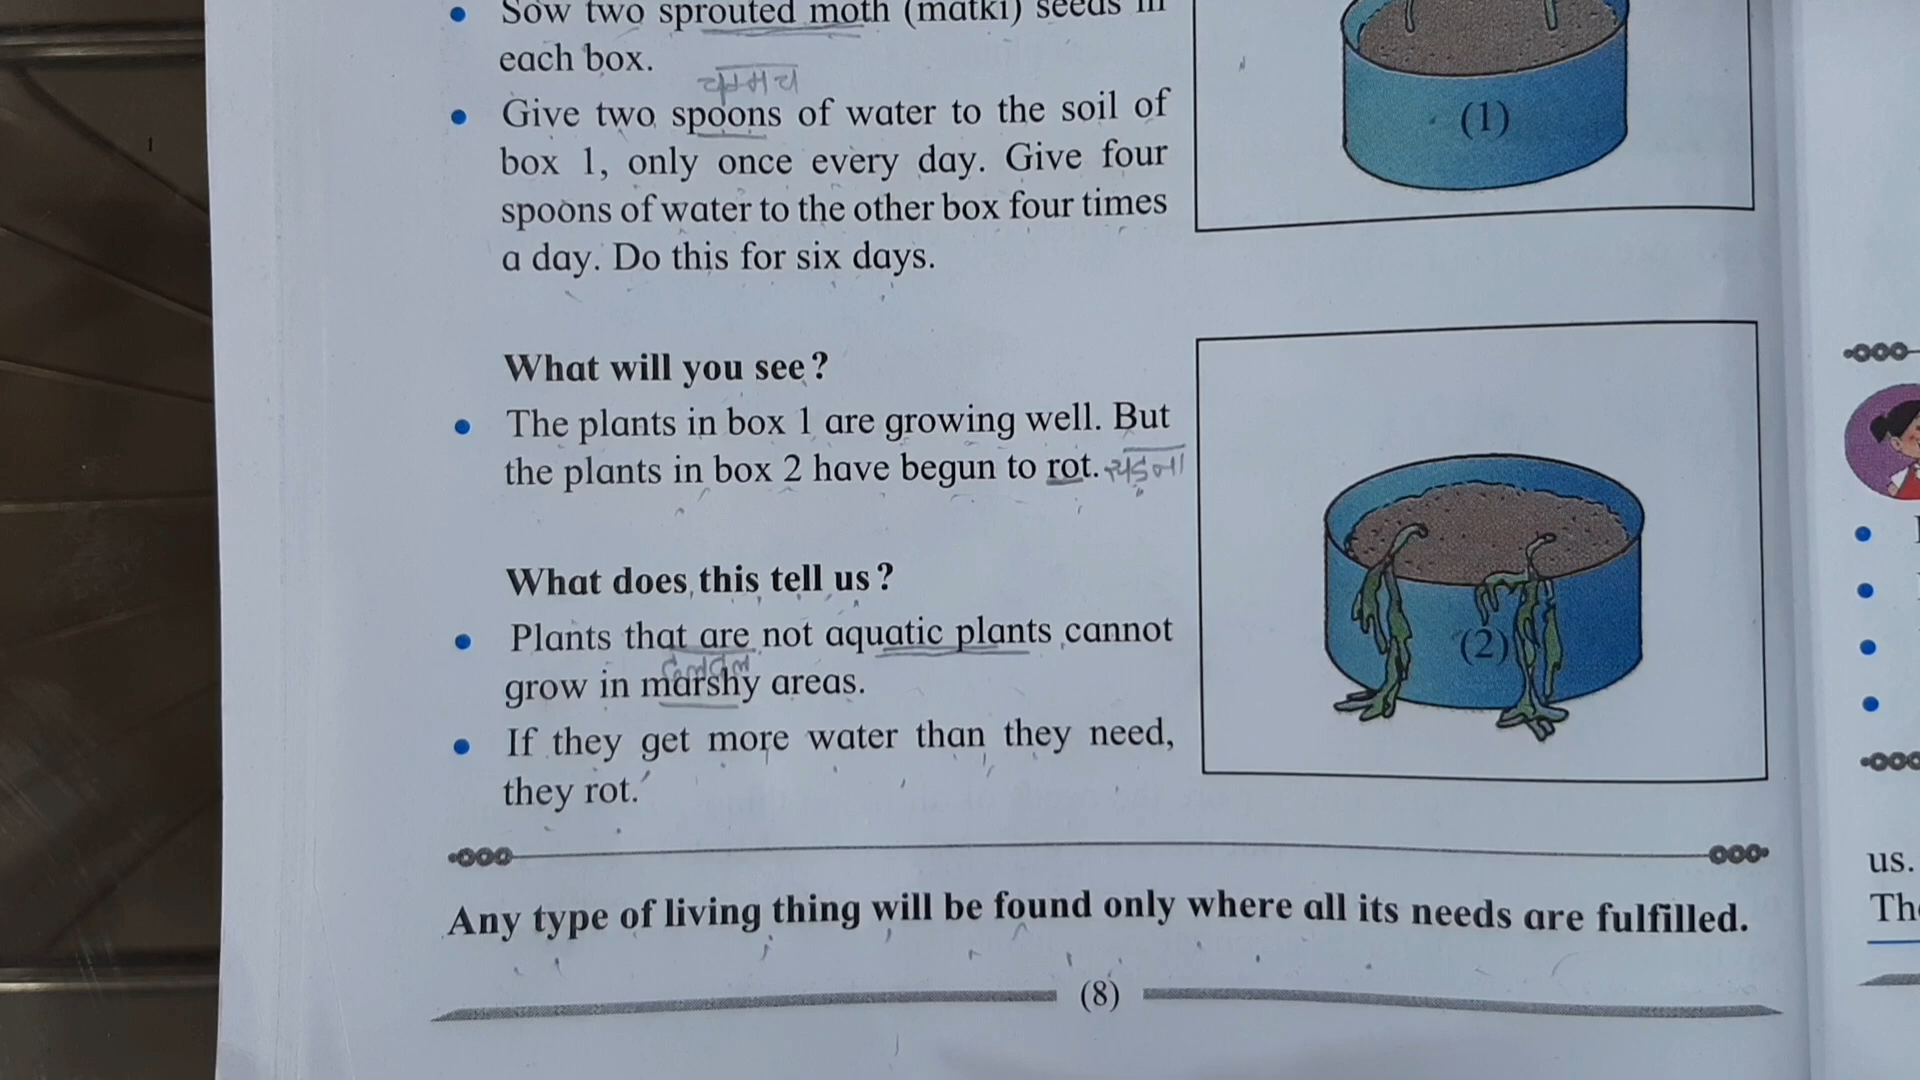 Sow two sprouted moth (matki) seeds in
each box.
चम्मच
Give two spoons of water to the soil of
box 1, only once every day. Give four
spoons of water to the other box four times
a day. Do this for six days.
(1)
What will you see?
The plants in box 1 are growing well. But
the plants in box 2 have begun to rot. सड़ना
What does this tell us?
Plants that are not aquatic plants cannot
grow in marshy areas.
If they get more water than they need,
they rot.
(2)
Any type of living thing will be found only where all its needs are fulfilled.
(8)
us.